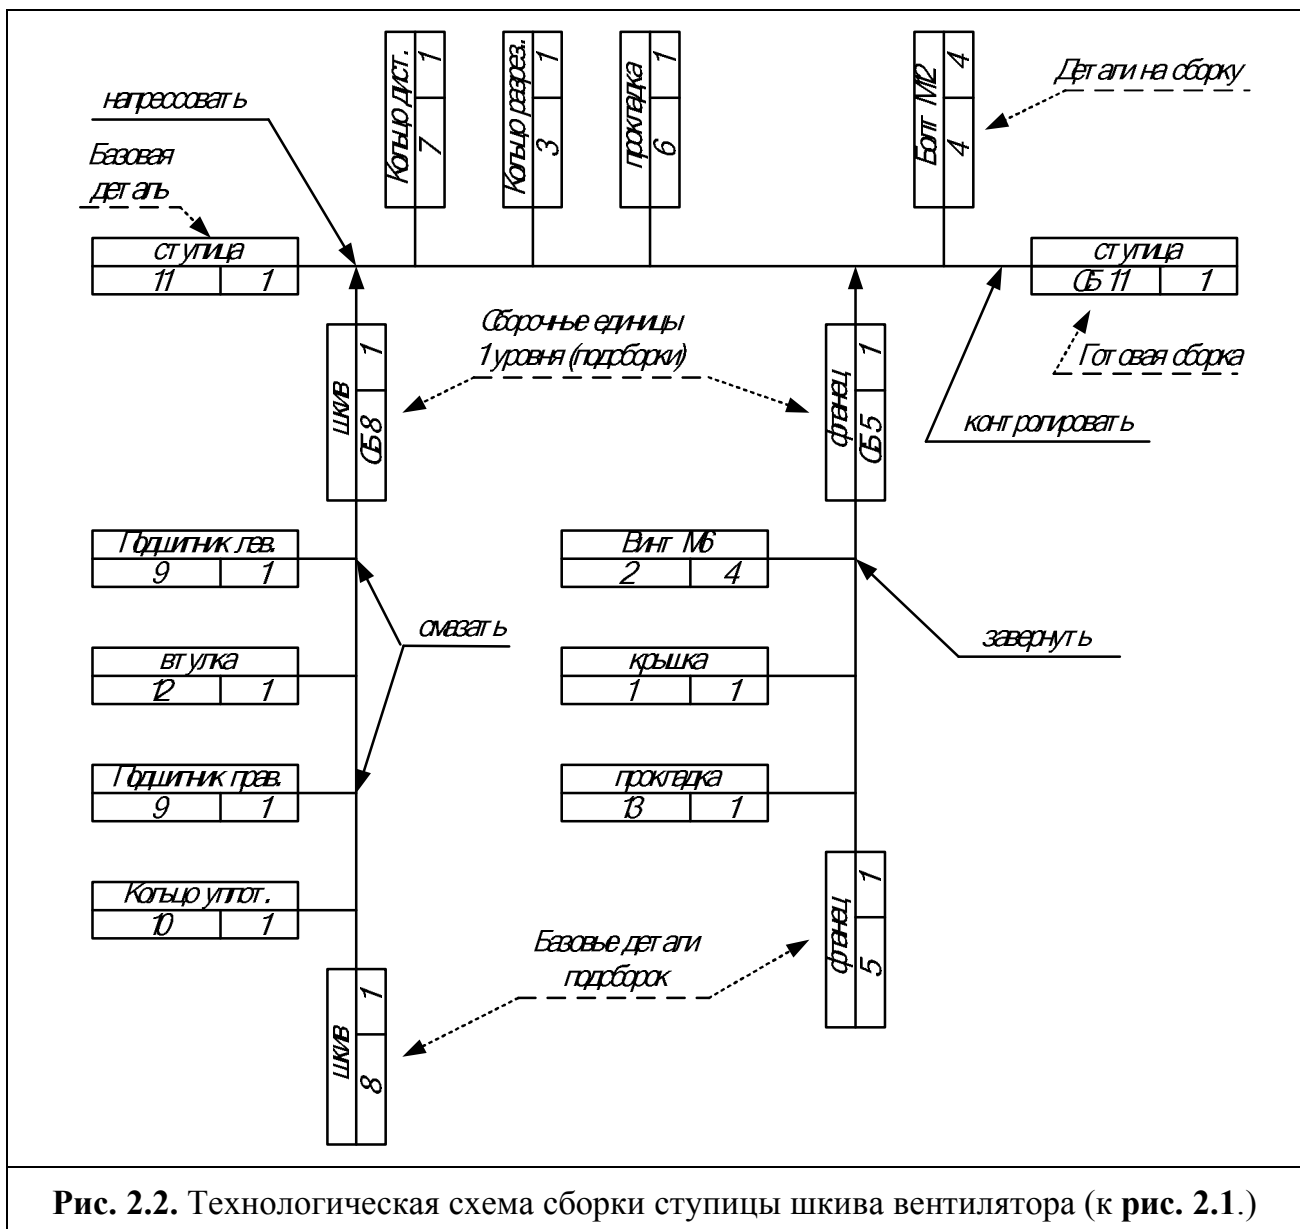 Кольцо дист.
7 1
Кольцо разрез..
3 1
прокладка
6 1
Болт М12
4 4
Детали на сборку
напрессовать
Базовая
деталь
ступица
11 1
ступица
СБ 11 1
Готовая сборка
Сборочные единицы
1 уровня (подсборки)
шкив
СБ 8 1
фланец
СБ 5 1
контролировать
Подшипник лев.
9 1
Винт М6
2 4
смазать
завернуть
втулка
12 1
крышка
1 1
Подшипник прав.
9 1
прокладка
13 1
Кольцо уплот.
10 1
Базовые детали
подсборок
фланец
5 1
шкив
8 1
Рис. 2.2. Технологическая схема сборки ступицы шкива вентилятора (к рис. 2.1.)